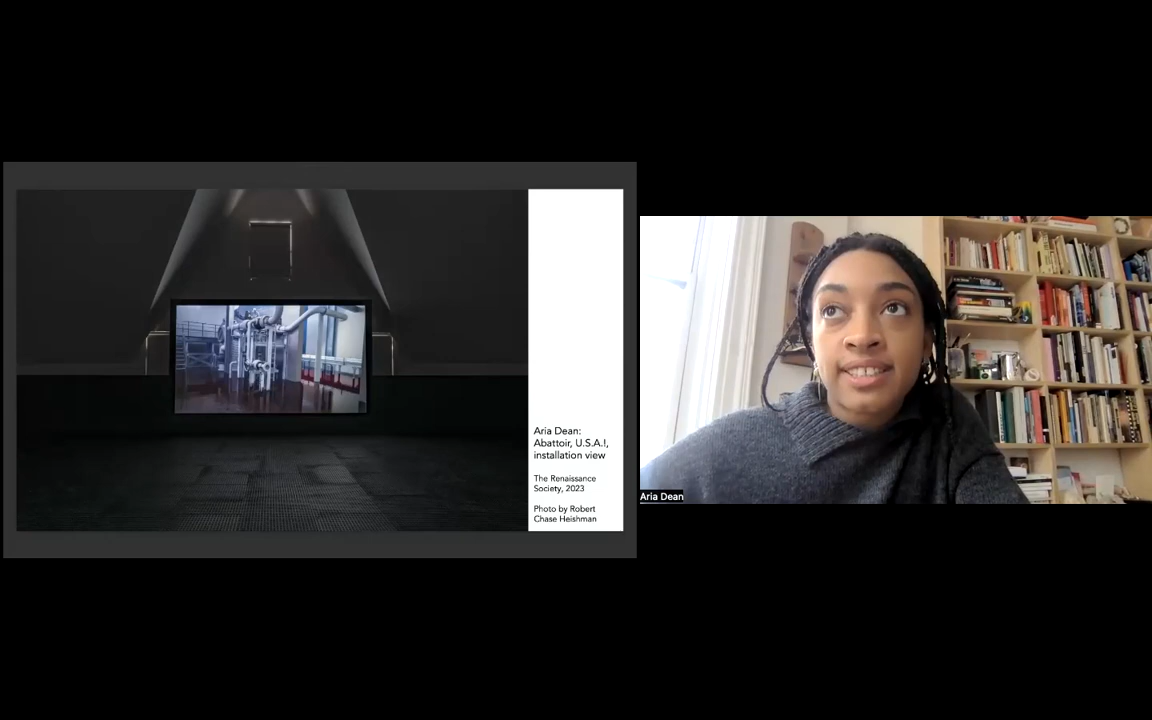 Aria Dean:
Abattoir, U.S.A.!,
installation view
The Renaissance
Society, 2023
Photo by Robert
Chase Heishman
Aria Dean